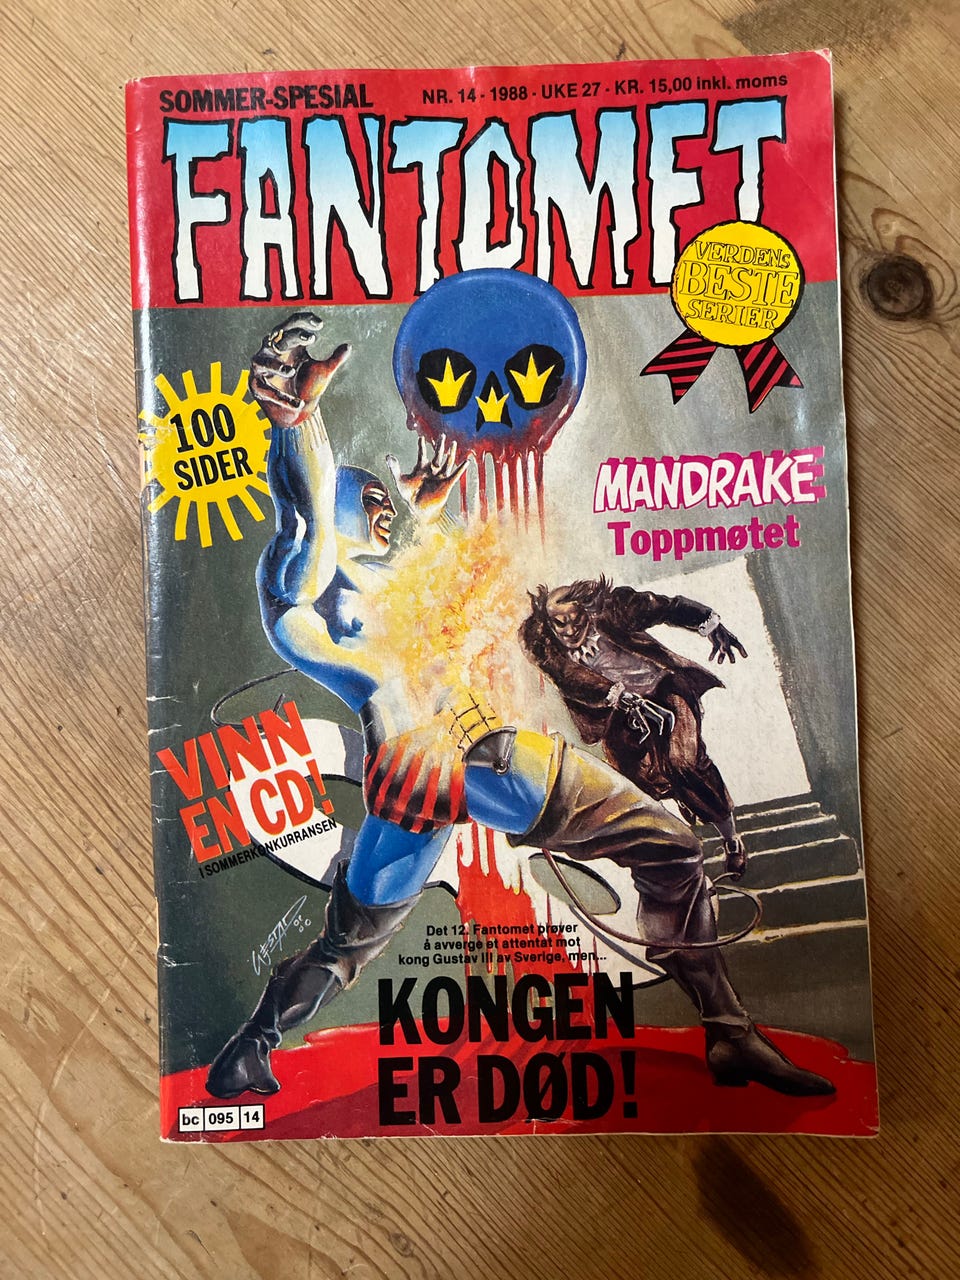 SOMMER-SPESIAL
NR. 14 - 1988 - UKE 27 - KR. 15,00 inkl. moms
FANTOMET
VERDENS
BESTE
SERIER
100
SIDER
MANDRAKE
Toppmøtet
VINN
EN CD!
I SOMMERKONKURRANSEN
Det 12. Fantomet prøver
å avverge et attentat mot
kong Gustav III av Sverige, men...
KONGEN
ER DØD!
bc 095 14